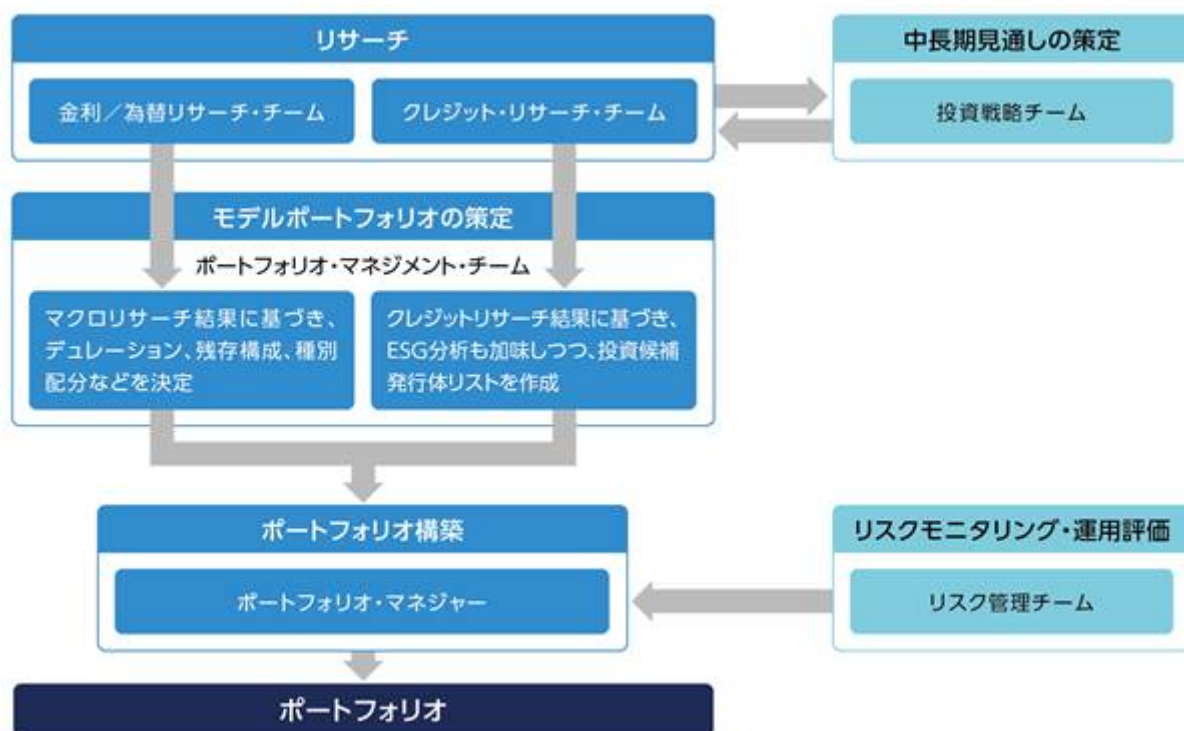 リサーチ
金利／為替リサーチ・チーム
クレジット・リサーチ・チーム
中長期見通しの策定
投資戦略チーム
モデルポートフォリオの策定
ポートフォリオ・マネジメント・チーム
マクロリサーチ結果に基づき、
デュレーション、残存構成、種別
配分などを決定
クレジットリサーチ結果に基づき、
ESG分析も加味しつつ、投資候補
発行体リストを作成
ポートフォリオ構築
ポートフォリオ・マネジャー
リスクモニタリング・運用評価
リスク管理チーム
ポートフォリオ